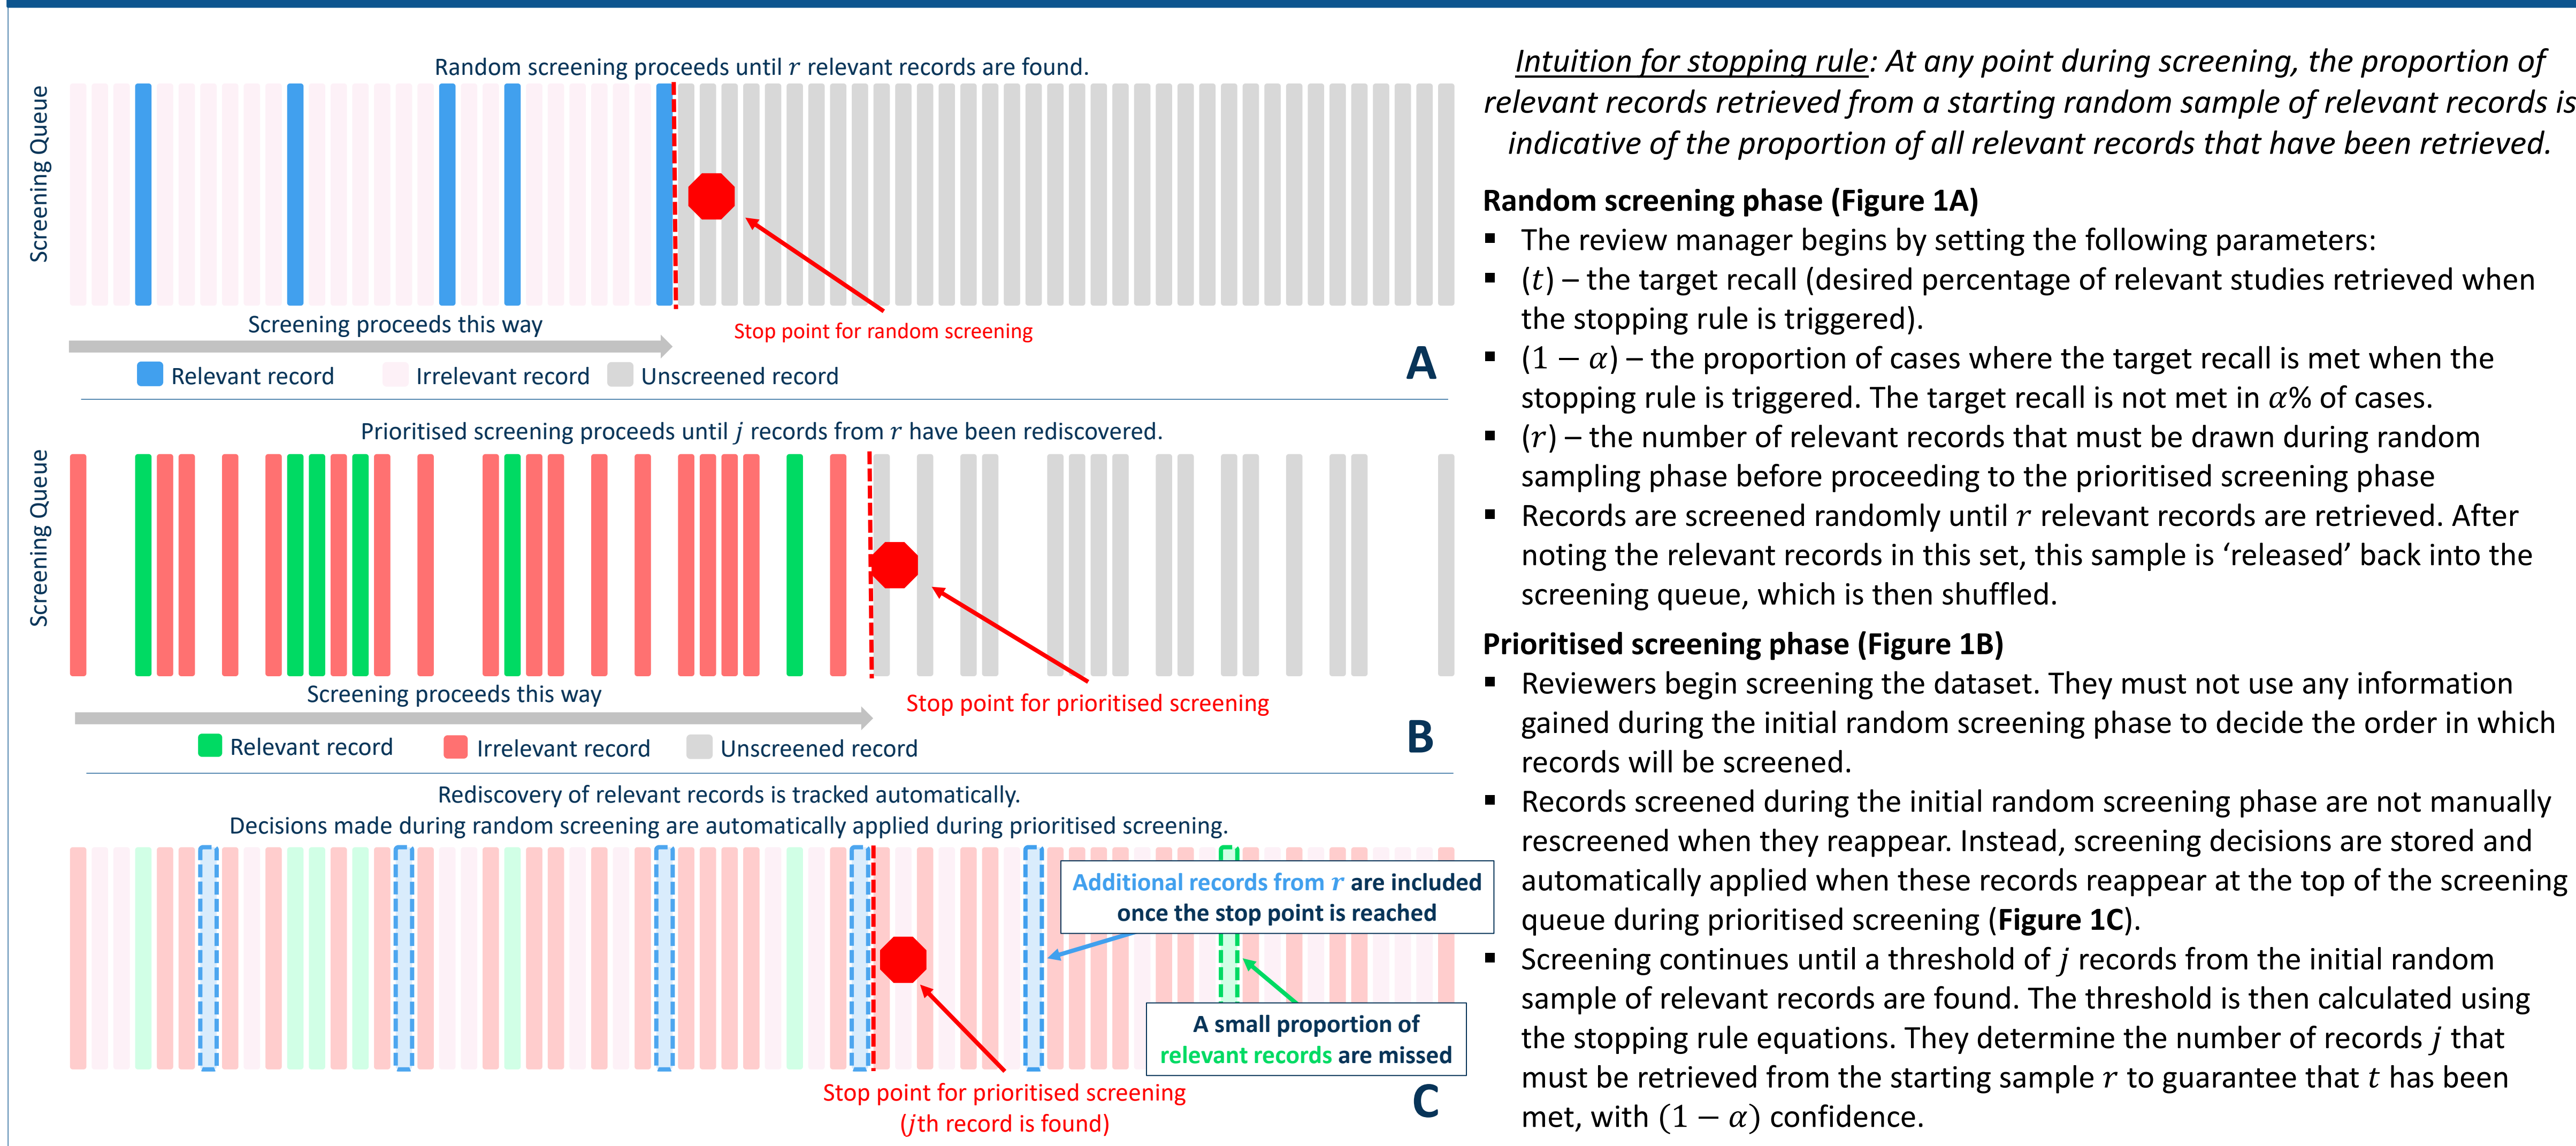 Random screening proceeds until r relevant records are found.
Screening Queue
Screening proceeds this way
Stop point for random screening
Relevant record
Irrelevant record
Unscreened record
A
Prioritised screening proceeds until j records from r have been rediscovered.
Screening Queue
Screening proceeds this way
Stop point for prioritised screening
Relevant record
Irrelevant record
Unscreened record
B
Rediscovery of relevant records is tracked automatically.
Decisions made during random screening are automatically applied during prioritised screening.
Additional records from r are included
once the stop point is reached
A small proportion of
relevant records are missed
Stop point for prioritised screening
(jth record is found)
C
Intuition for stopping rule: At any point during screening, the proportion of
relevant records retrieved from a starting random sample of relevant records is
indicative of the proportion of all relevant records that have been retrieved.
Random screening phase (Figure 1A)
▪ The review manager begins by setting the following parameters:
▪ (t) – the target recall (desired percentage of relevant studies retrieved when
the stopping rule is triggered).
▪ (1 − α) – the proportion of cases where the target recall is met when the
stopping rule is triggered. The target recall is not met in α% of cases.
▪ (r) – the number of relevant records that must be drawn during random
sampling phase before proceeding to the prioritised screening phase
▪ Records are screened randomly until r relevant records are retrieved. After
noting the relevant records in this set, this sample is ‘released’ back into the
screening queue, which is then shuffled.
Prioritised screening phase (Figure 1B)
▪ Reviewers begin screening the dataset. They must not use any information
gained during the initial random screening phase to decide the order in which
records will be screened.
▪ Records screened during the initial random screening phase are not manually
rescreened when they reappear. Instead, screening decisions are stored and
automatically applied when these records reappear at the top of the screening
queue during prioritised screening (Figure 1C).
▪ Screening continues until a threshold of j records from the initial random
sample of relevant records are found. The threshold is then calculated using
the stopping rule equations. They determine the number of records j that
must be retrieved from the starting sample r to guarantee that t has been
met, with (1 − α) confidence.